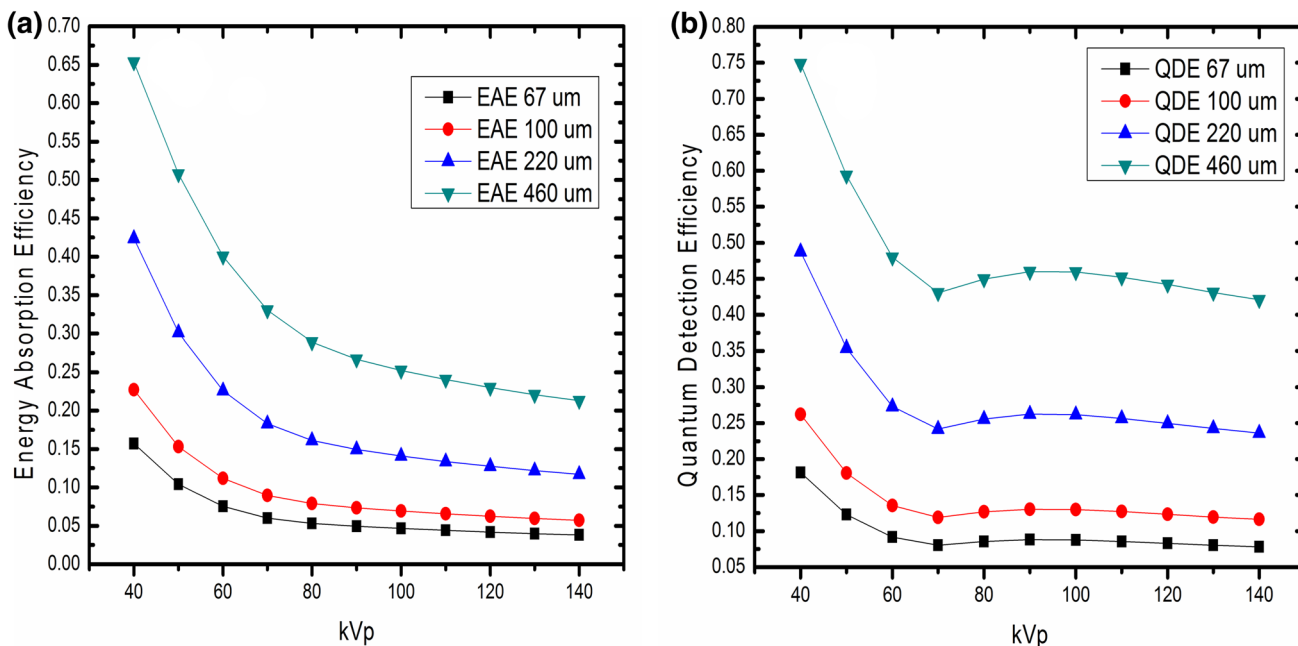 (a)
Energy Absorption Efficiency
0.70
0.65
0.60
0.55
0.50
0.45
0.40
0.35
0.30
0.25
0.20
0.15
0.10
0.05
0.00
EAE 67 um
EAE 100 um
EAE 220 um
EAE 460 um
40 60 80 100 120 140
kVp
(b)
Quantum Detection Efficiency
0.80
0.75
0.70
0.65
0.60
0.55
0.50
0.45
0.40
0.35
0.30
0.25
0.20
0.15
0.10
0.05
QDE 67 um
QDE 100 um
QDE 220 um
QDE 460 um
40 60 80 100 120 140
kVp